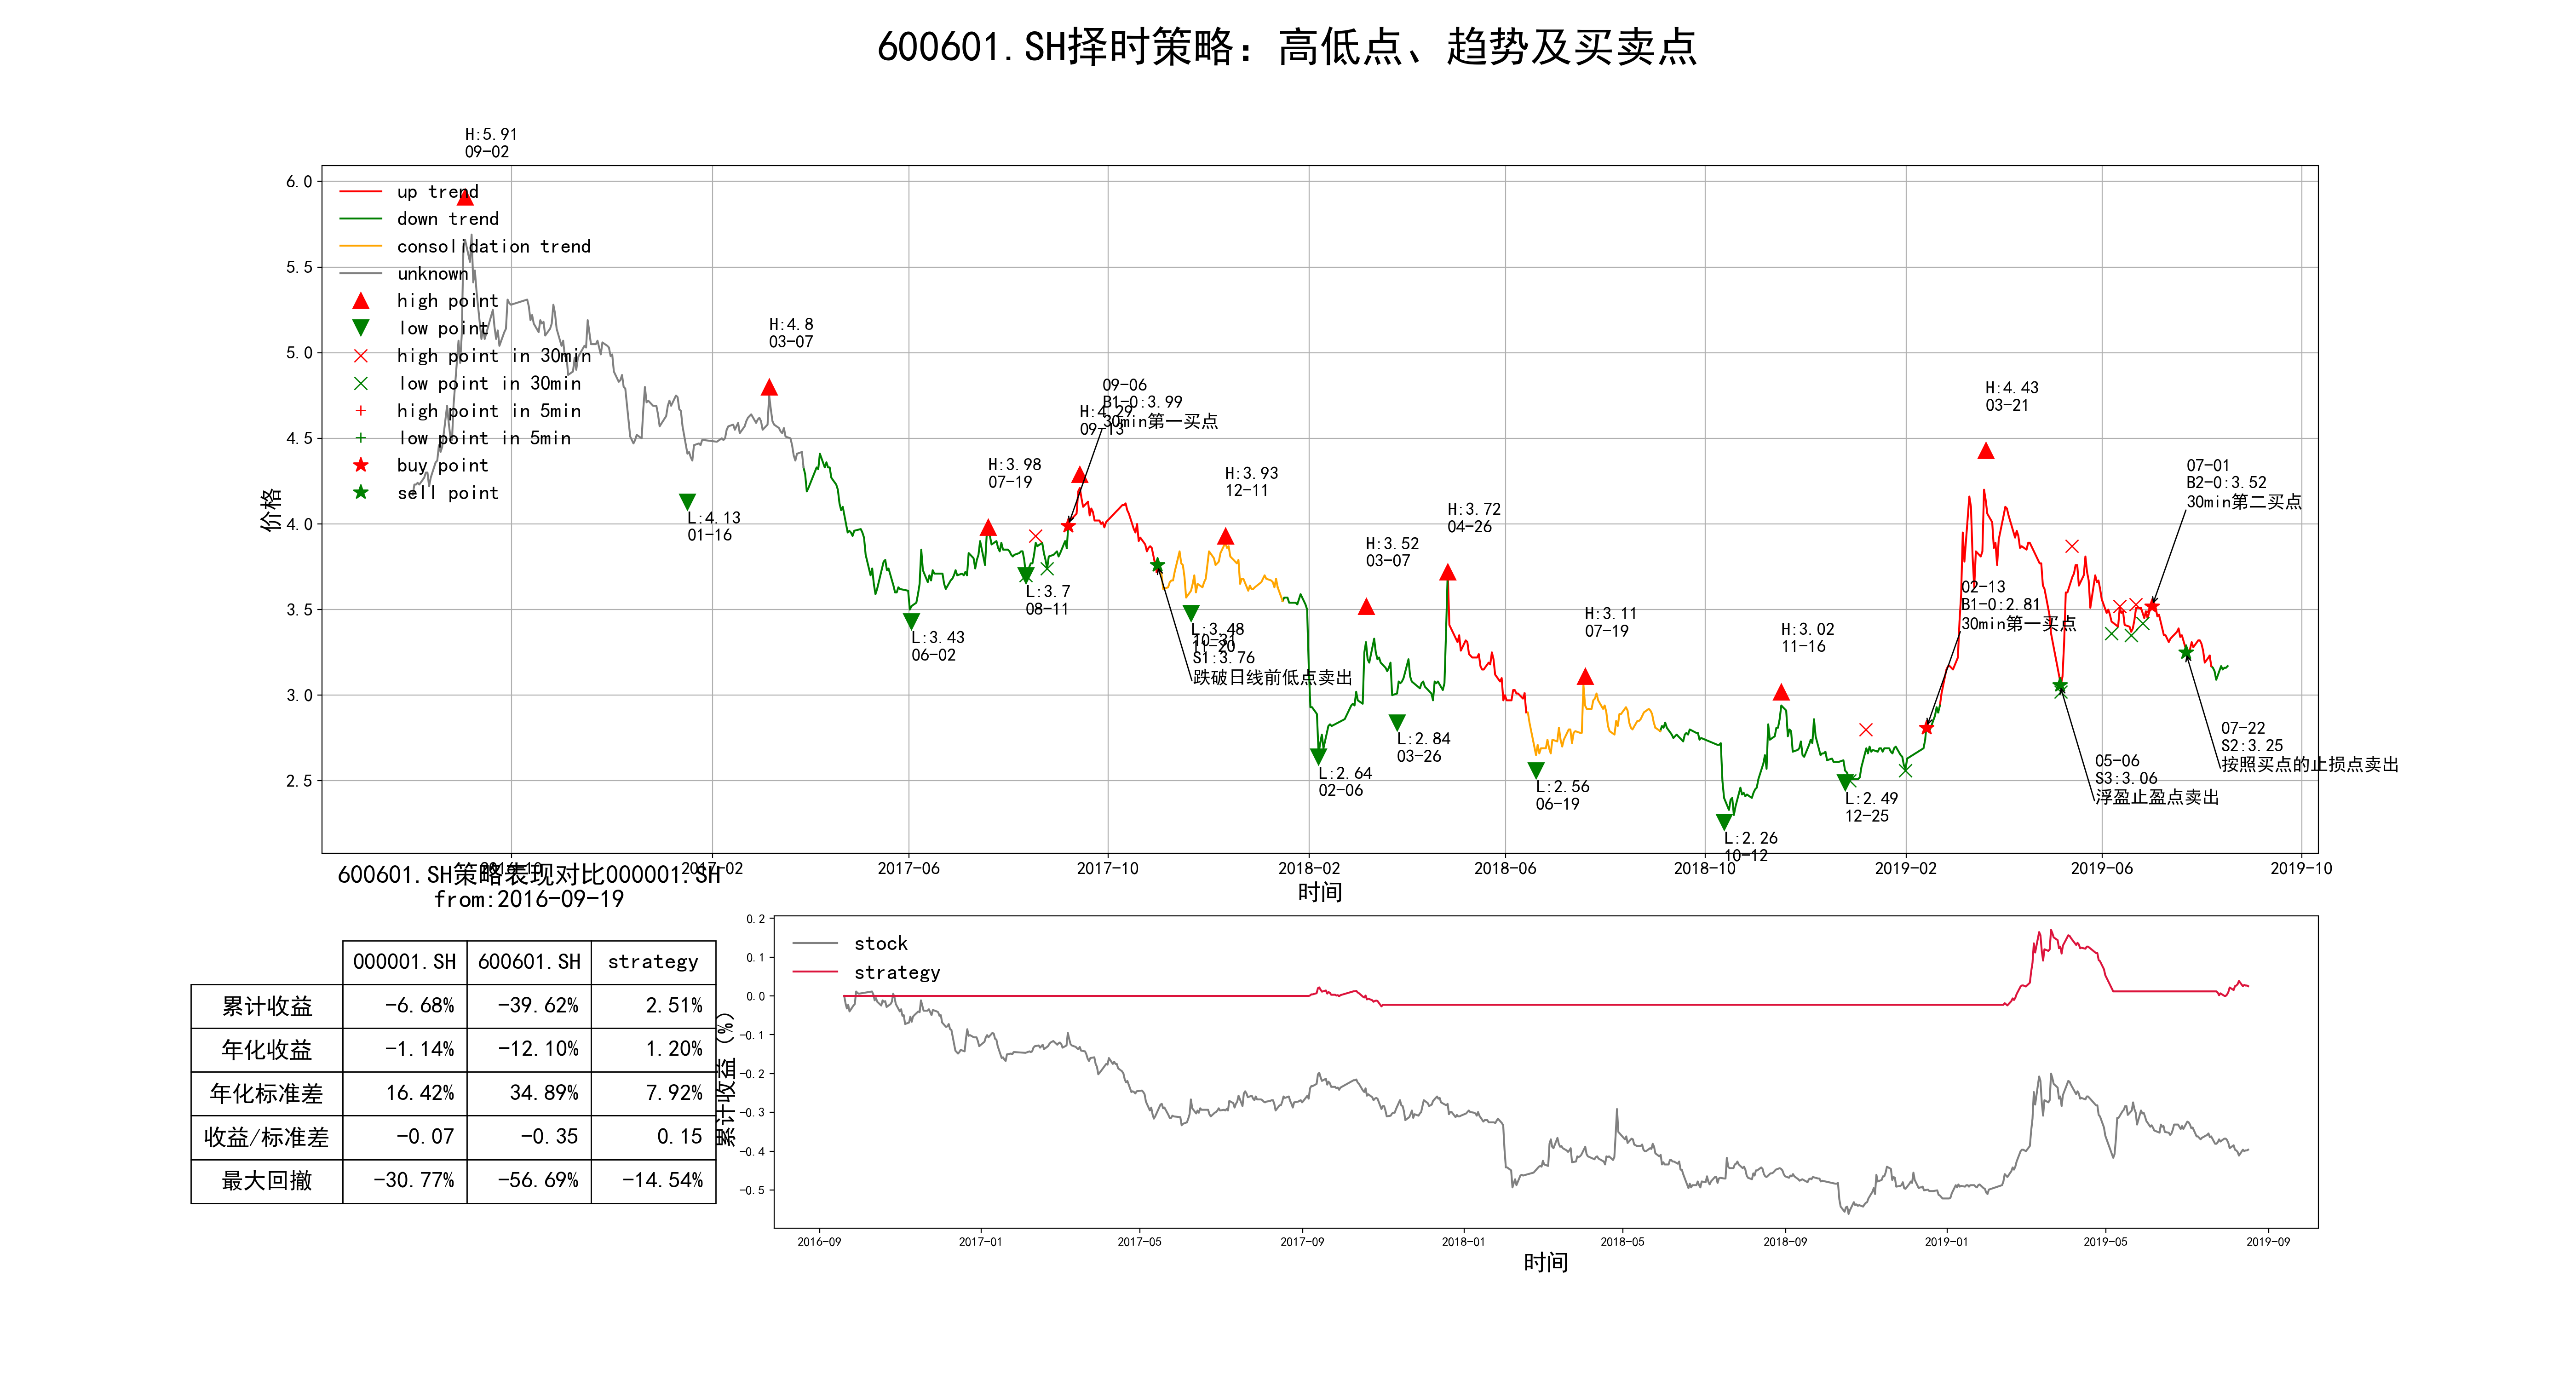 600601.SH择时策略：高低点、趋势及买卖点
H:5.91
09-02
up trend
down trend
consolidation trend
unknown
high point
low point
high point in 30min
low point in 30min
high point in 5min
low point in 5min
buy point
sell point
价格
6.0
5.5
5.0
4.5
4.0
3.5
3.0
2.5
L:4.13
01-16
H:4.8
03-07
L:3.43
06-02
H:3.98
07-19
L:3.7
08-11
09-06
B1-0:3.99
30min第一买点
H:4.29
09-13
10-31
S1:3.76
跌破日线前低点卖出
L:3.48
11-20
H:3.93
12-11
L:2.64
02-06
H:3.52
03-07
L:2.84
03-26
H:3.72
04-26
L:2.56
06-19
H:3.11
07-19
L:2.26
10-12
H:3.02
11-16
L:2.49
12-25
02-13
B1-0:2.81
30min第一买点
H:4.43
03-21
05-06
S3:3.06
浮盈止盈点卖出
07-01
B2-0:3.52
30min第二买点
07-22
S2:3.25
按照买点的止损点卖出
2016-10
2017-02
2017-06
2017-10
2018-02
2018-06
2018-10
2019-02
2019-06
2019-10
时间
600601.SH策略表现对比000001.SH
from:2016-09-19
000001.SH 600601.SH strategy
累计收益 -6.68% -39.62% 2.51%
年化收益 -1.14% -12.10% 1.20%
年化标准差 16.42% 34.89% 7.92%
收益/标准差 -0.07 -0.35 0.15
最大回撤 -30.77% -56.69% -14.54%
累计收益（%）
0.2
0.1
0.0
-0.1
-0.2
-0.3
-0.4
-0.5
stock
strategy
2016-09
2017-01
2017-05
2017-09
2018-01
2018-05
2018-09
2019-01
2019-05
2019-09
时间